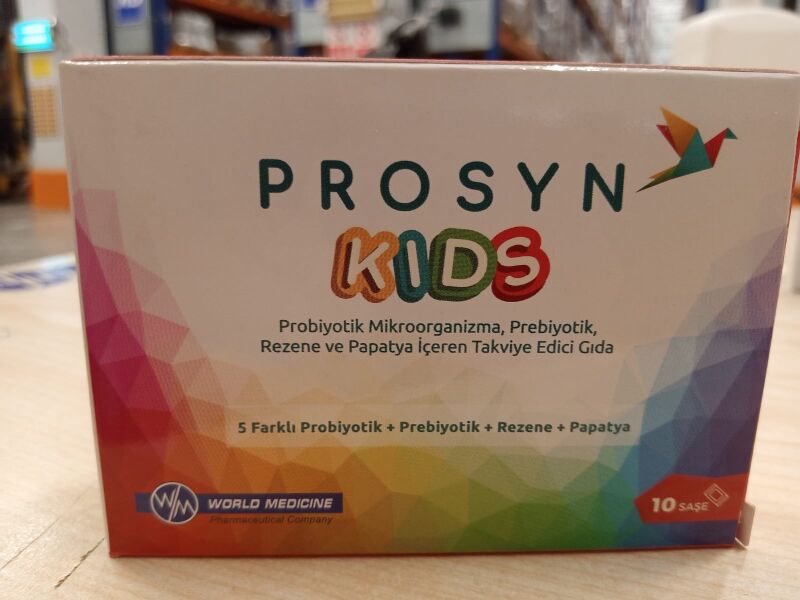 PROSYN
KIDS
Probiyotik Mikroorganizma, Prebiyotik,
Rezene ve Papatya İçeren Takviye Edici Gıda
5 Farklı Probiyotik + Prebiyotik + Rezene + Papatya
WM WORLD MEDICINE
Pharmaceutical Company
10 SAŞE